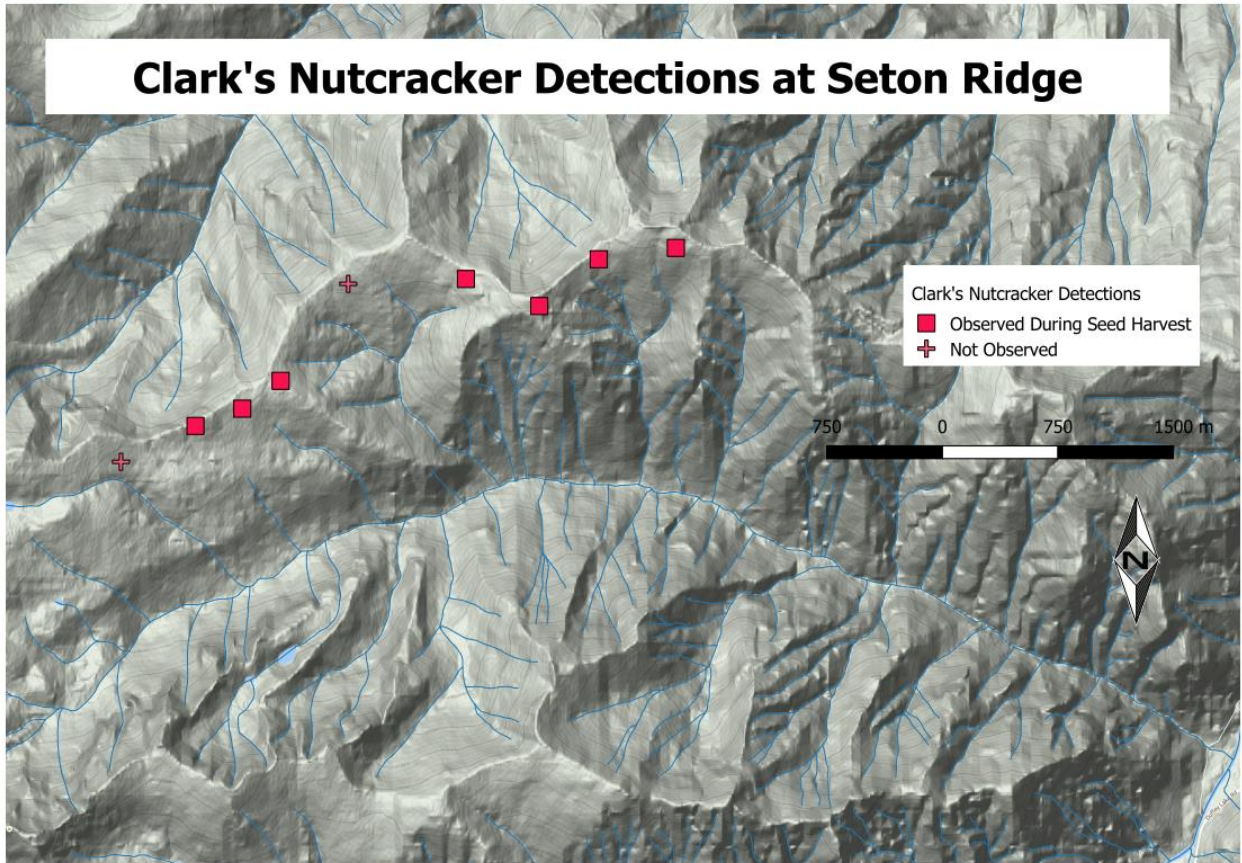 Clark's Nutcracker Detections at Seton Ridge
Clark's Nutcracker Detections
Observed During Seed Harvest
Not Observed
750 0 750 1500 m
N